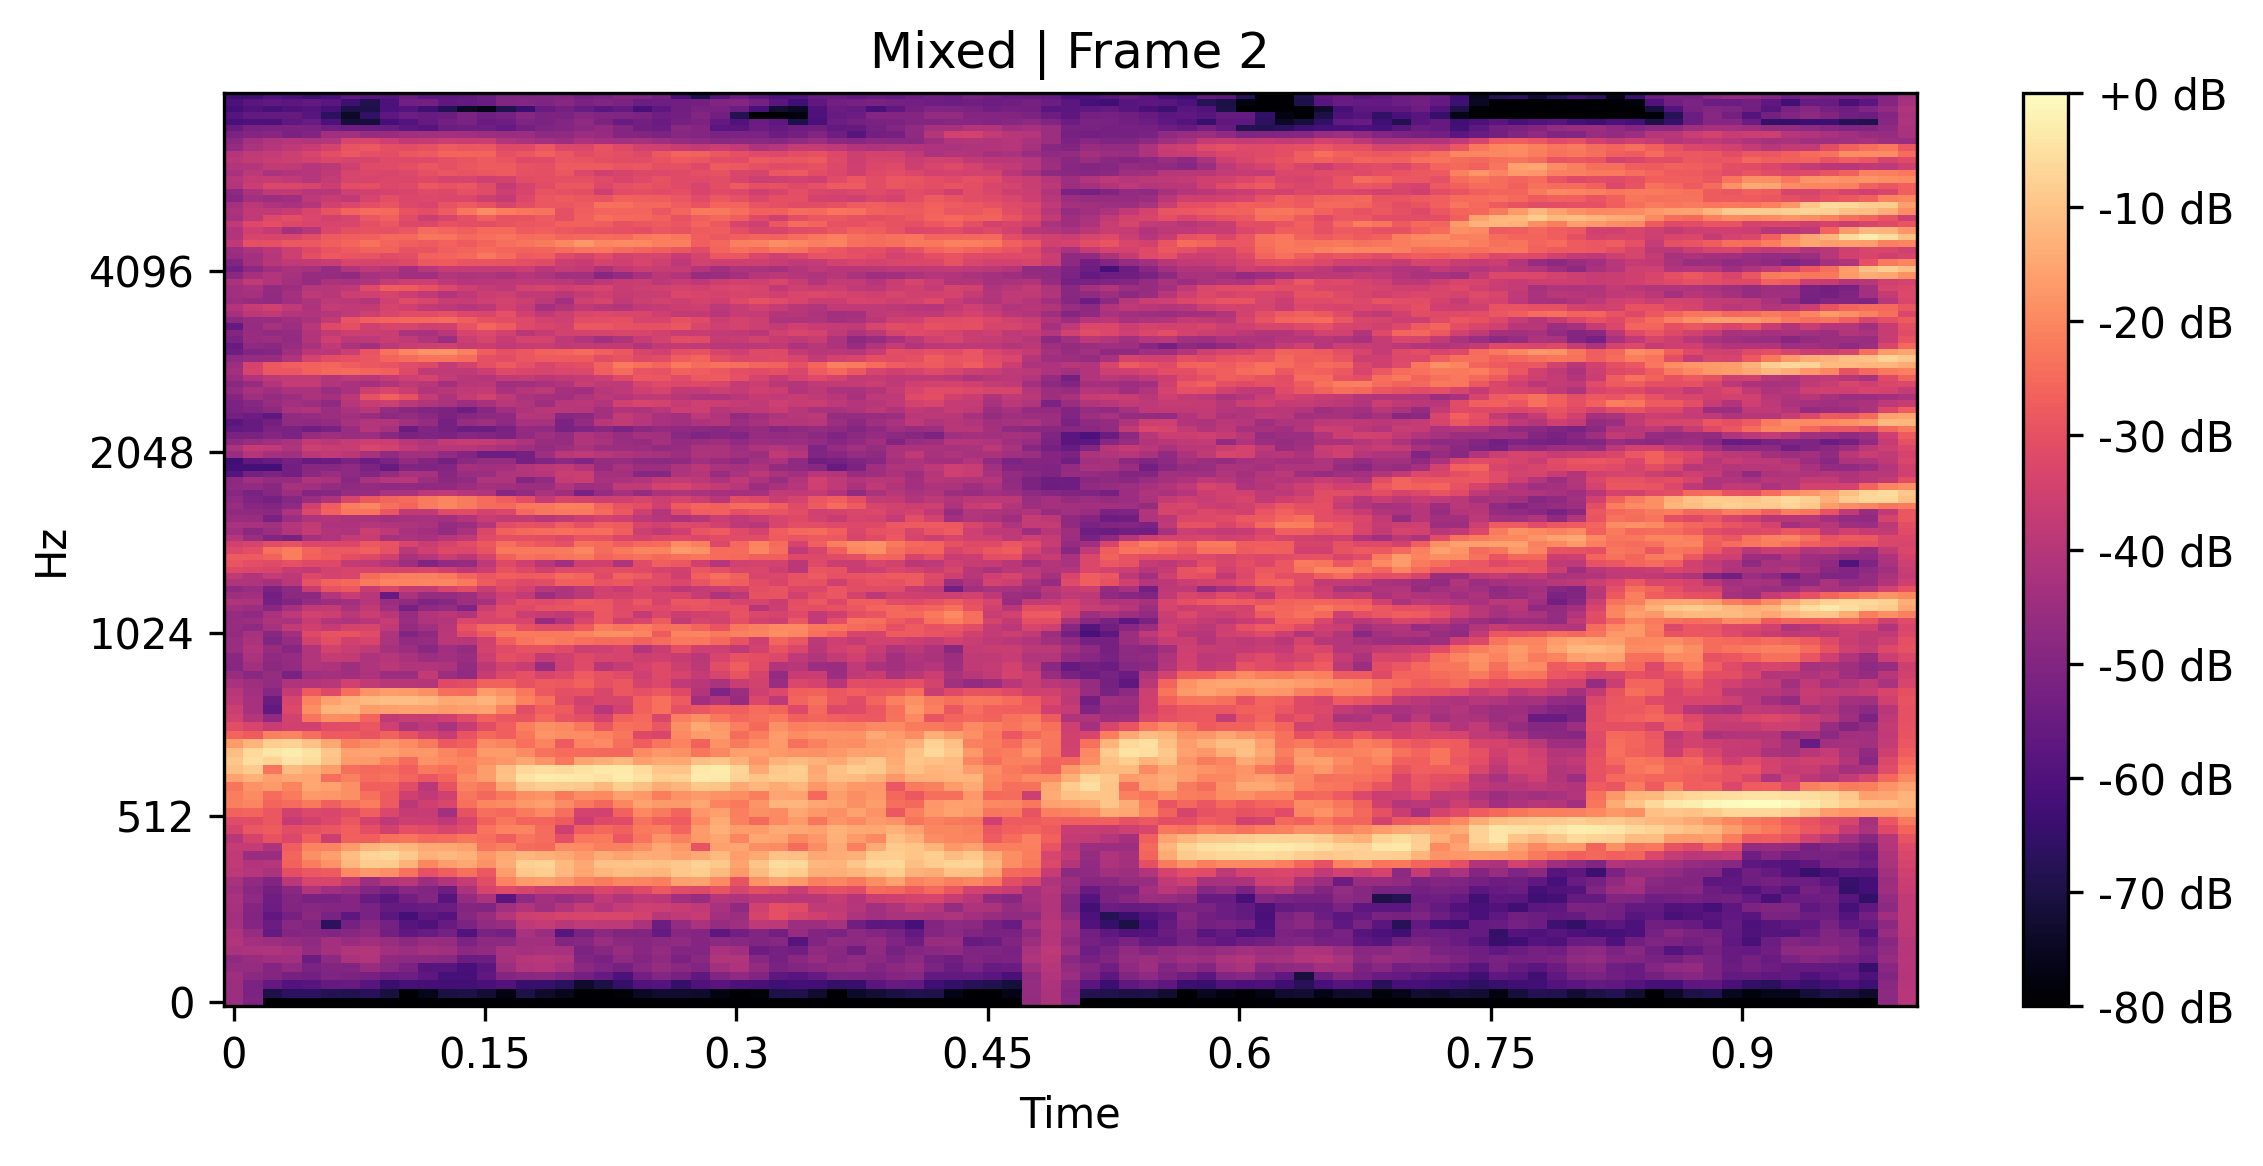 Mixed | Frame 2
Hz
4096
2048
1024
512
0
0 0.15 0.3 0.45 0.6 0.75 0.9
Time
+0 dB
-10 dB
-20 dB
-30 dB
-40 dB
-50 dB
-60 dB
-70 dB
-80 dB